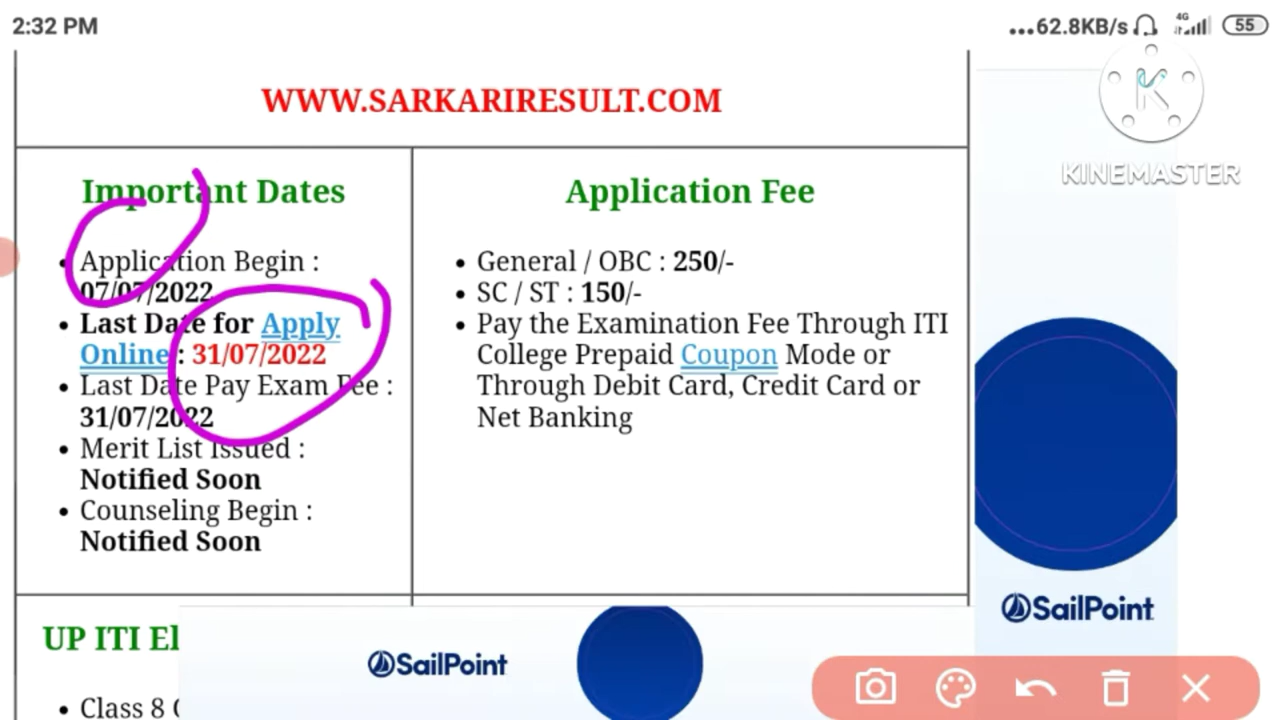 2:32 PM
...62.8KB/s 4G 55
WWW.SARKARIRESULT.COM
KINEMASTER
Important Dates
• Application Begin :
07/07/2022
• Last Date for Apply
Online : 31/07/2022
• Last Date Pay Exam Fee :
31/07/2022
• Merit List Issued :
Notified Soon
• Counseling Begin :
Notified Soon
Application Fee
• General / OBC : 250/-
• SC / ST : 150/-
• Pay the Examination Fee Through ITI
College Prepaid Coupon Mode or
Through Debit Card, Credit Card or
Net Banking
SailPoint
UP ITI El
SailPoint
• Class 8